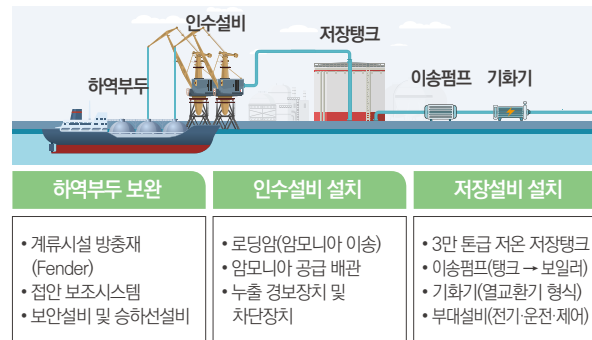 인수설비
저장탱크
하역부두
이송펌프
기화기
하역부두 보완
• 계류시설 방충재
(Fender)
• 접안 보조시스템
• 보안설비 및 승하선설비
인수설비 설치
• 로딩암(암모니아 이송)
• 암모니아 공급 배관
• 누출 경보장치 및
차단장치
저장설비 설치
• 3만 톤급 저온 저장탱크
• 이송펌프(탱크 → 보일러)
• 기화기(열교환기 형식)
• 부대설비(전기·운전·제어)